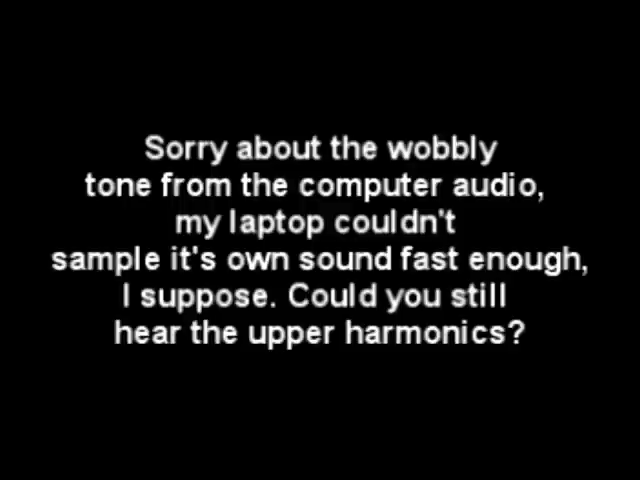 Sorry about the wobbly
tone from the computer audio,
my laptop couldn't
sample it's own sound fast enough,
I suppose. Could you still
hear the upper harmonics?